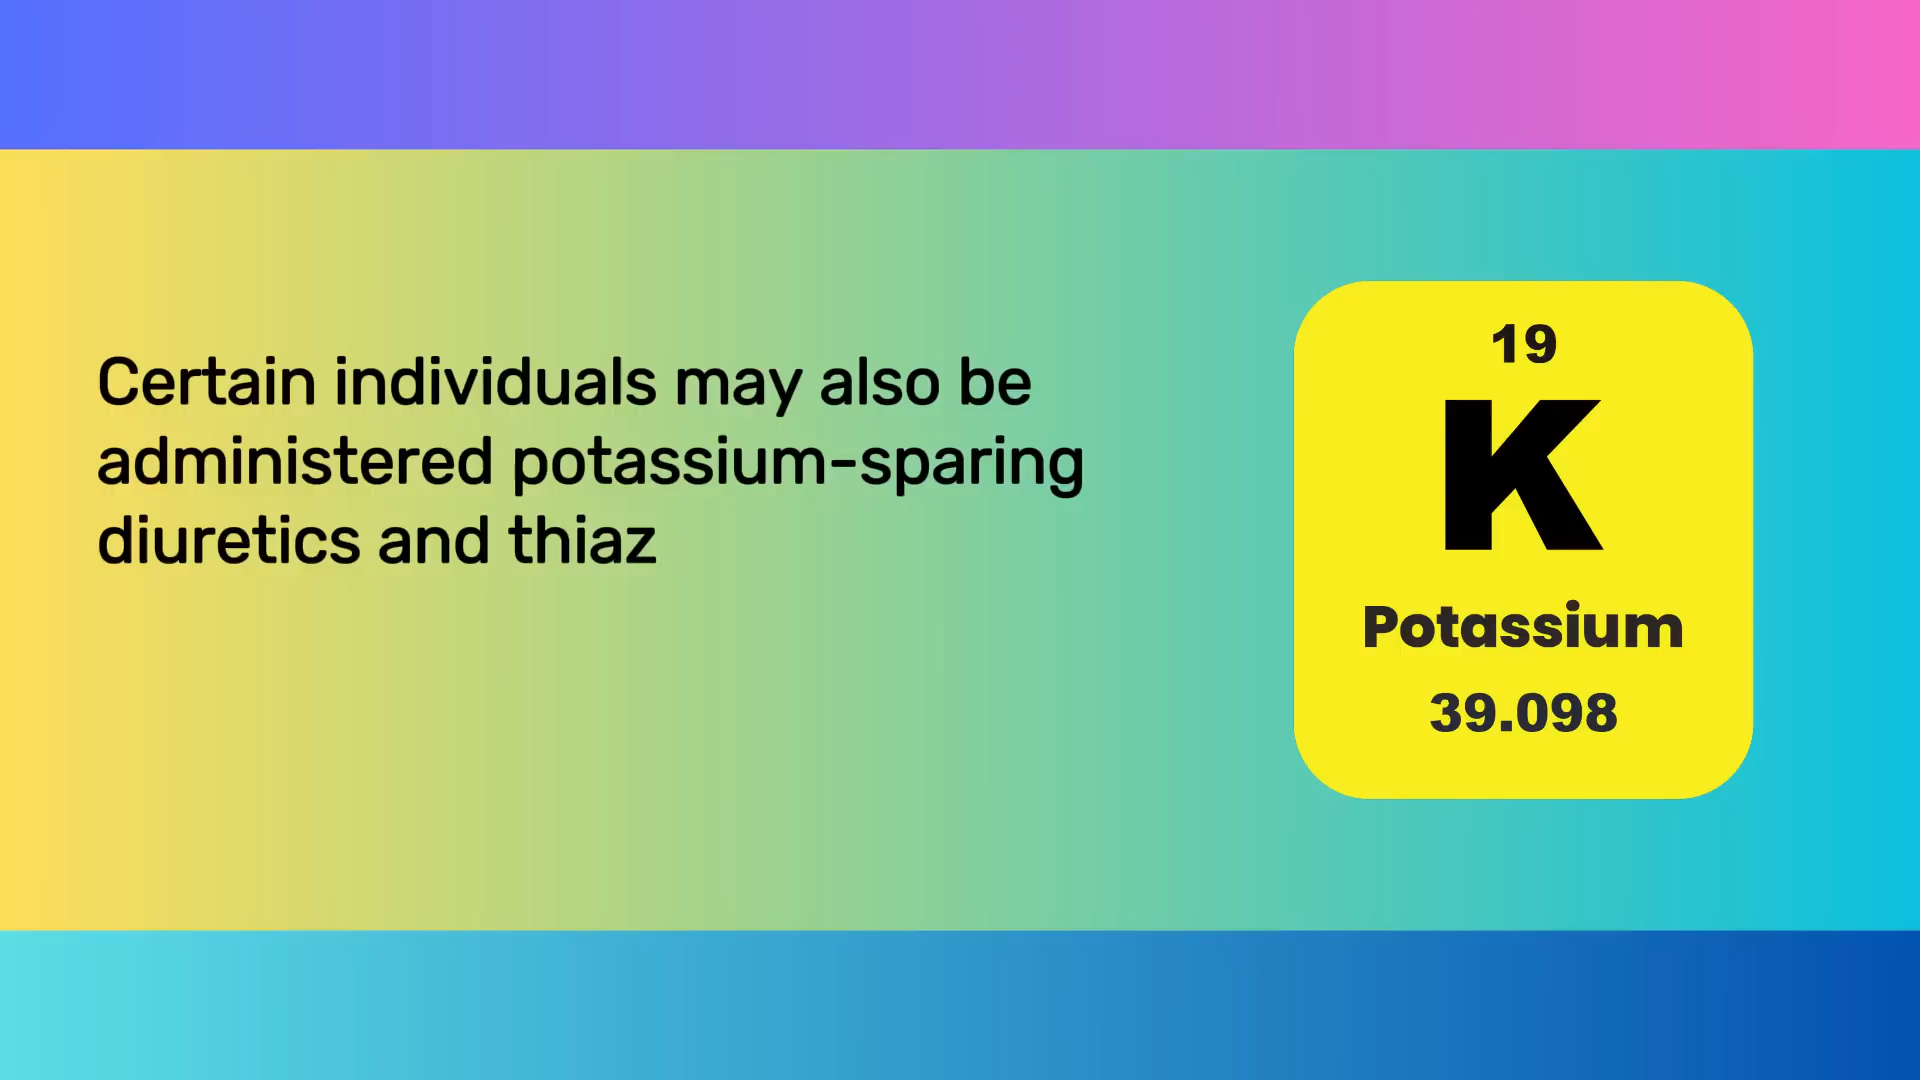 Certain individuals may also be
administered potassium-sparing
diuretics and thiaz
19
K
Potassium
39.098